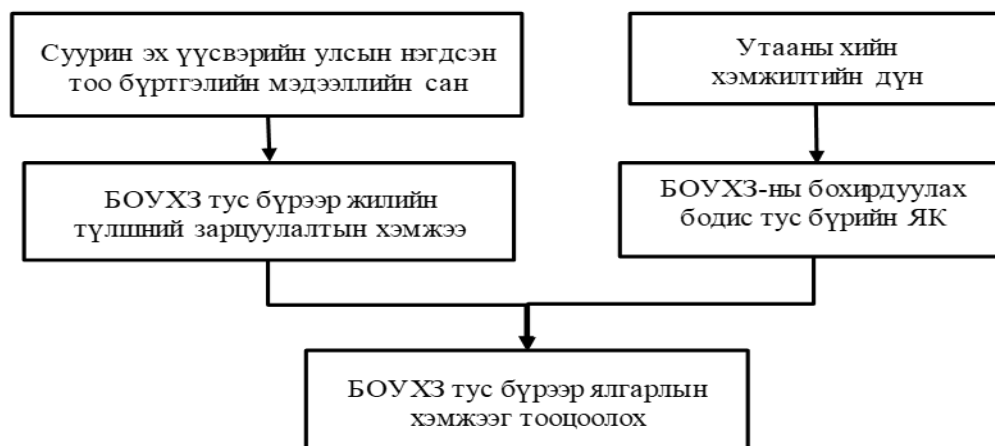 Суурин эх үүсвэрийн улсын нэгдсэн
тоо бүртгэлийн мэдээллийн сан
Утааны хийн
хэмжилтийн дүн
БОУХЗ тус бүрээр жилийн
түлшний зарцуулалтын хэмжээ
БОУХЗ-ны бохирдуулах
бодис тус бүрийн ЯК
БОУХЗ тус бүрээр ялгарлын
хэмжээг тооцоолох